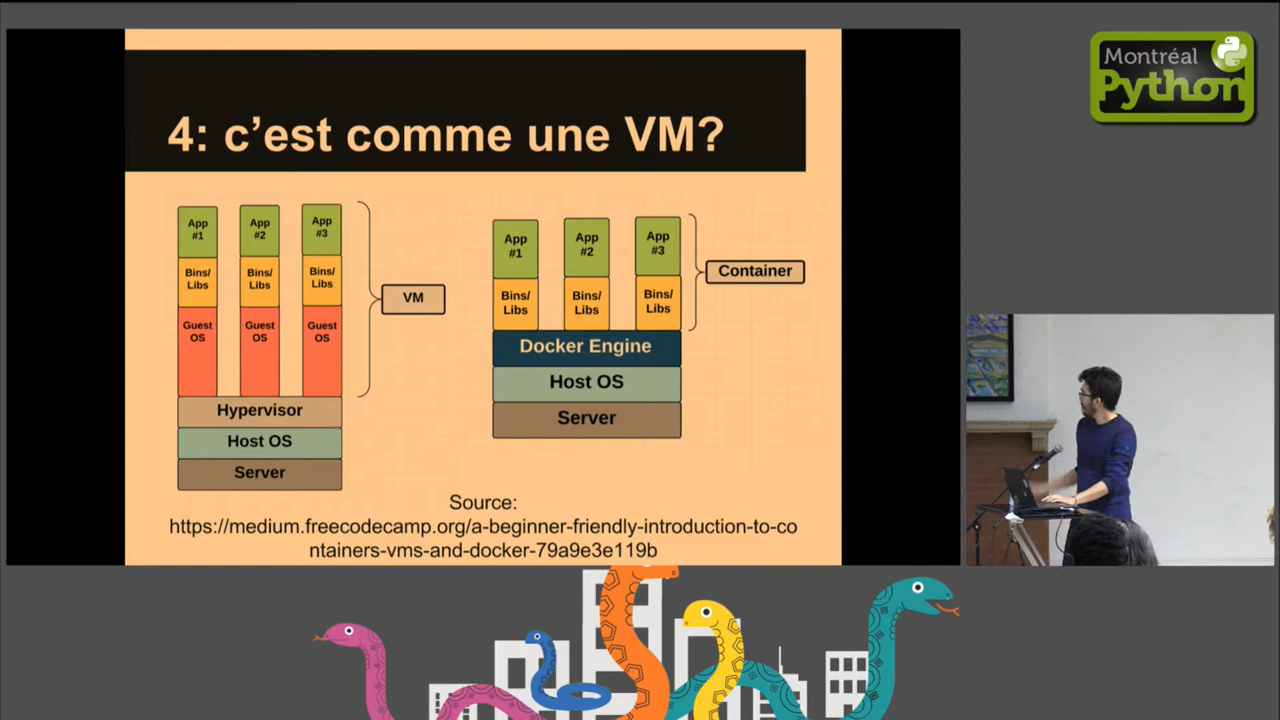 4: c'est comme une VM?
App
#1
App
#2
App
#3
Bins/
Libs
Bins/
Libs
Bins/
Libs
Guest
OS
Guest
OS
Guest
OS
VM
Hypervisor
Host OS
Server
App
#1
App
#2
App
#3
Bins/
Libs
Bins/
Libs
Bins/
Libs
Container
Docker Engine
Host OS
Server
Source:
https://medium.freecodecamp.org/a-beginner-friendly-introduction-to-co
ntainers-vms-and-docker-79a9e3e119b
Montréal
Python